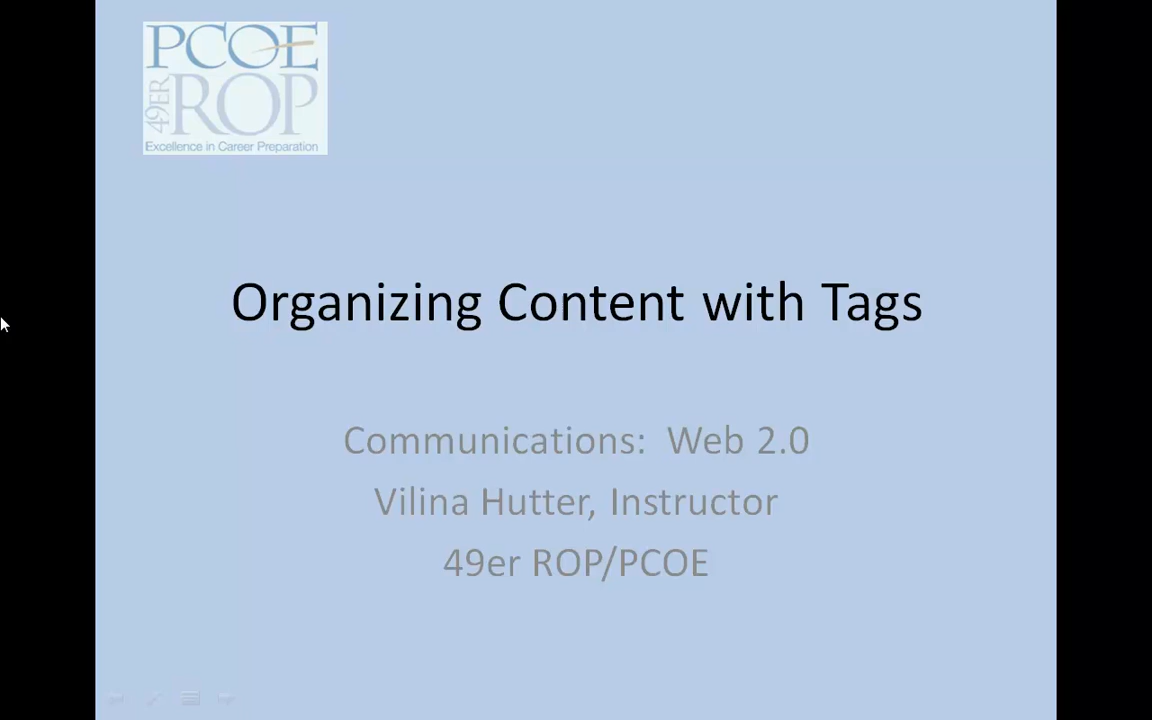 PCOE
49ER ROP
Excellence in Career Preparation
Organizing Content with Tags
Communications: Web 2.0
Vilina Hutter, Instructor
49er ROP/PCOE